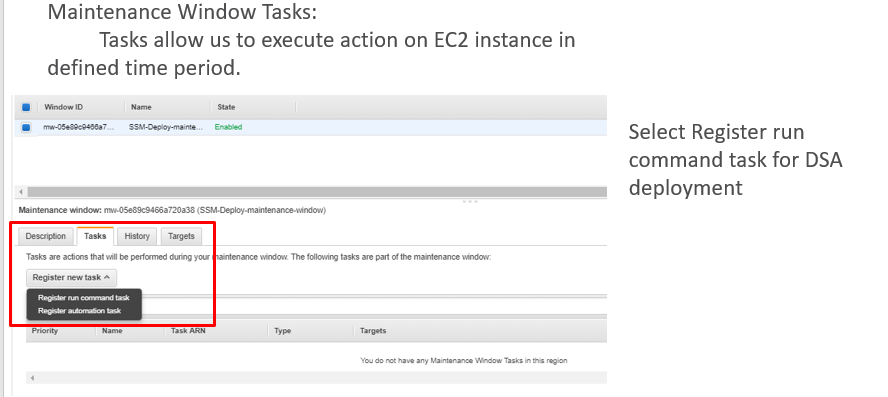 Maintenance Window Tasks:
Tasks allow us to execute action on EC2 instance in
defined time period.
Window ID Name State
mw-05e89c9466a7... SSM-Deploy-mainte... Enabled
Select Register run
command task for DSA
deployment
Maintenance window: mw-05e89c9466a720a38 (SSM-Deploy-maintenance-window)
Description Tasks History Targets
Tasks are actions that will be performed during your maintenance window. The following tasks are part of the maintenance window:
Register new task
Register run command task
Register automation task
Priority Name Task ARN Type Targets
You do not have any Maintenance Window Tasks in this region